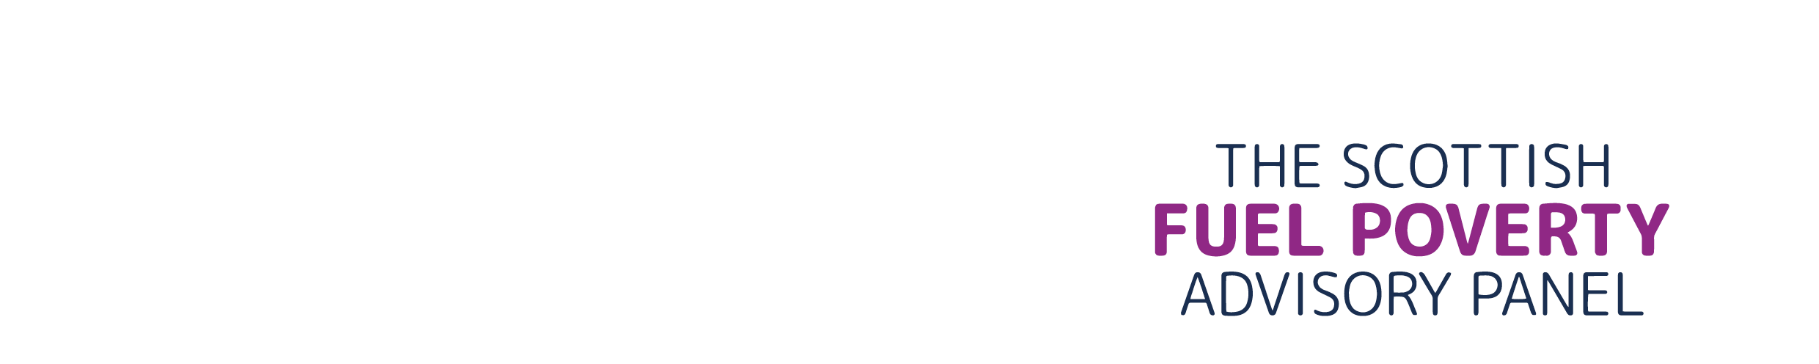 THE SCOTTISH
FUEL POVERTY
ADVISORY PANEL